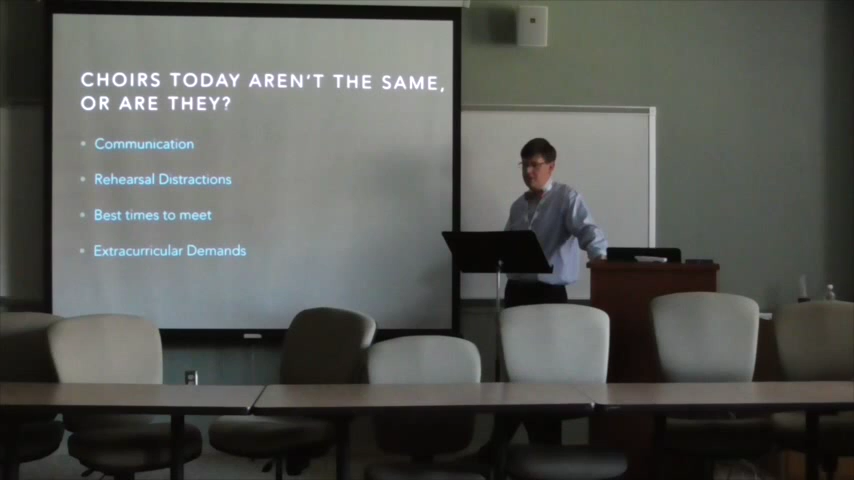 CHOIRS TODAY AREN'T THE SAME,
OR ARE THEY?
• Communication
• Rehearsal Distractions
• Best times to meet
• Extracurricular Demands